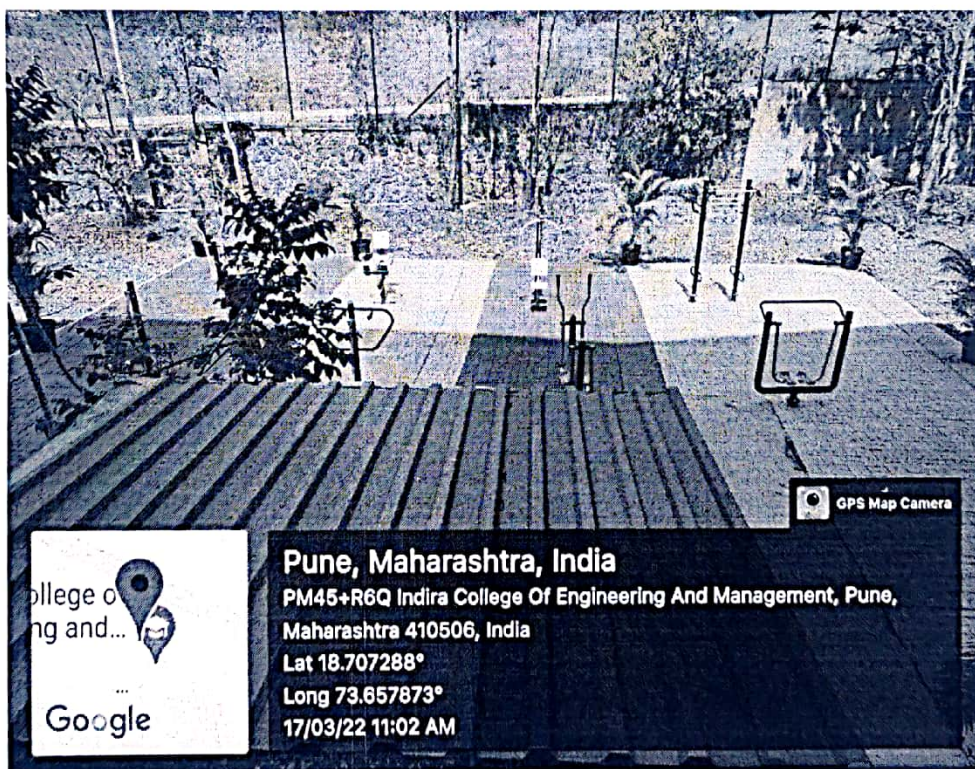 GPS Map Camera
ollege o
ng and...
...
Google
Pune, Maharashtra, India
PM45+R6Q Indira College Of Engineering And Management, Pune,
Maharashtra 410506, India
Lat 18.707288°
Long 73.657873°
17/03/22 11:02 AM